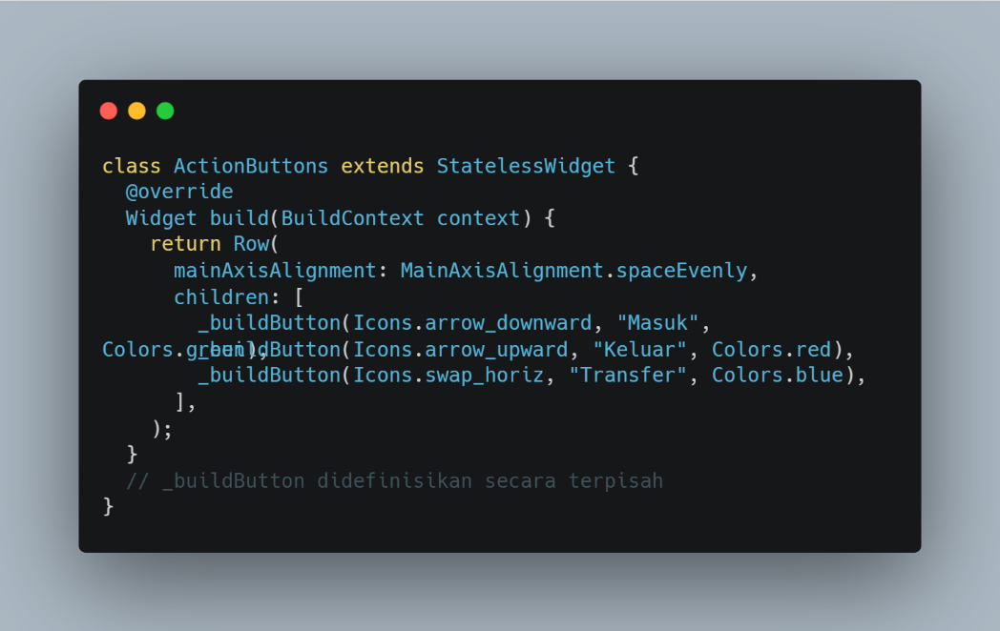 class ActionButtons extends StatelessWidget {
  @override
  Widget build(BuildContext context) {
    return Row(
      mainAxisAlignment: MainAxisAlignment.spaceEvenly,
      children: [
        _buildButton(Icons.arrow_downward, "Masuk",
Colors.green),
        _buildButton(Icons.arrow_upward, "Keluar", Colors.red),
        _buildButton(Icons.swap_horiz, "Transfer", Colors.blue),
      ],
    );
  }
  // _buildButton didefinisikan secara terpisah
}